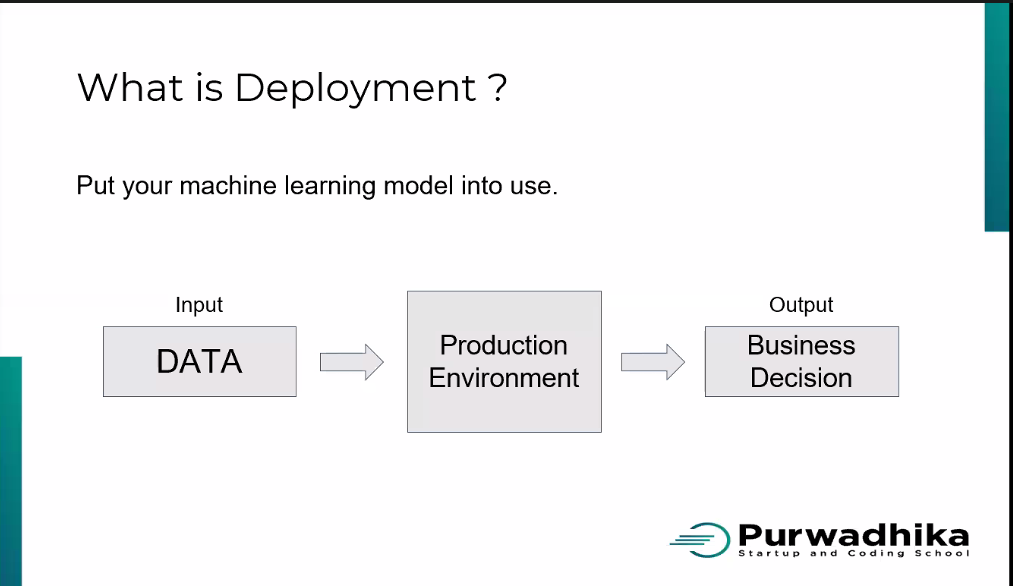 What is Deployment ?
Put your machine learning model into use.
Input
DATA
Production
Environment
Output
Business
Decision
Purwadhika
Startup and Coding School